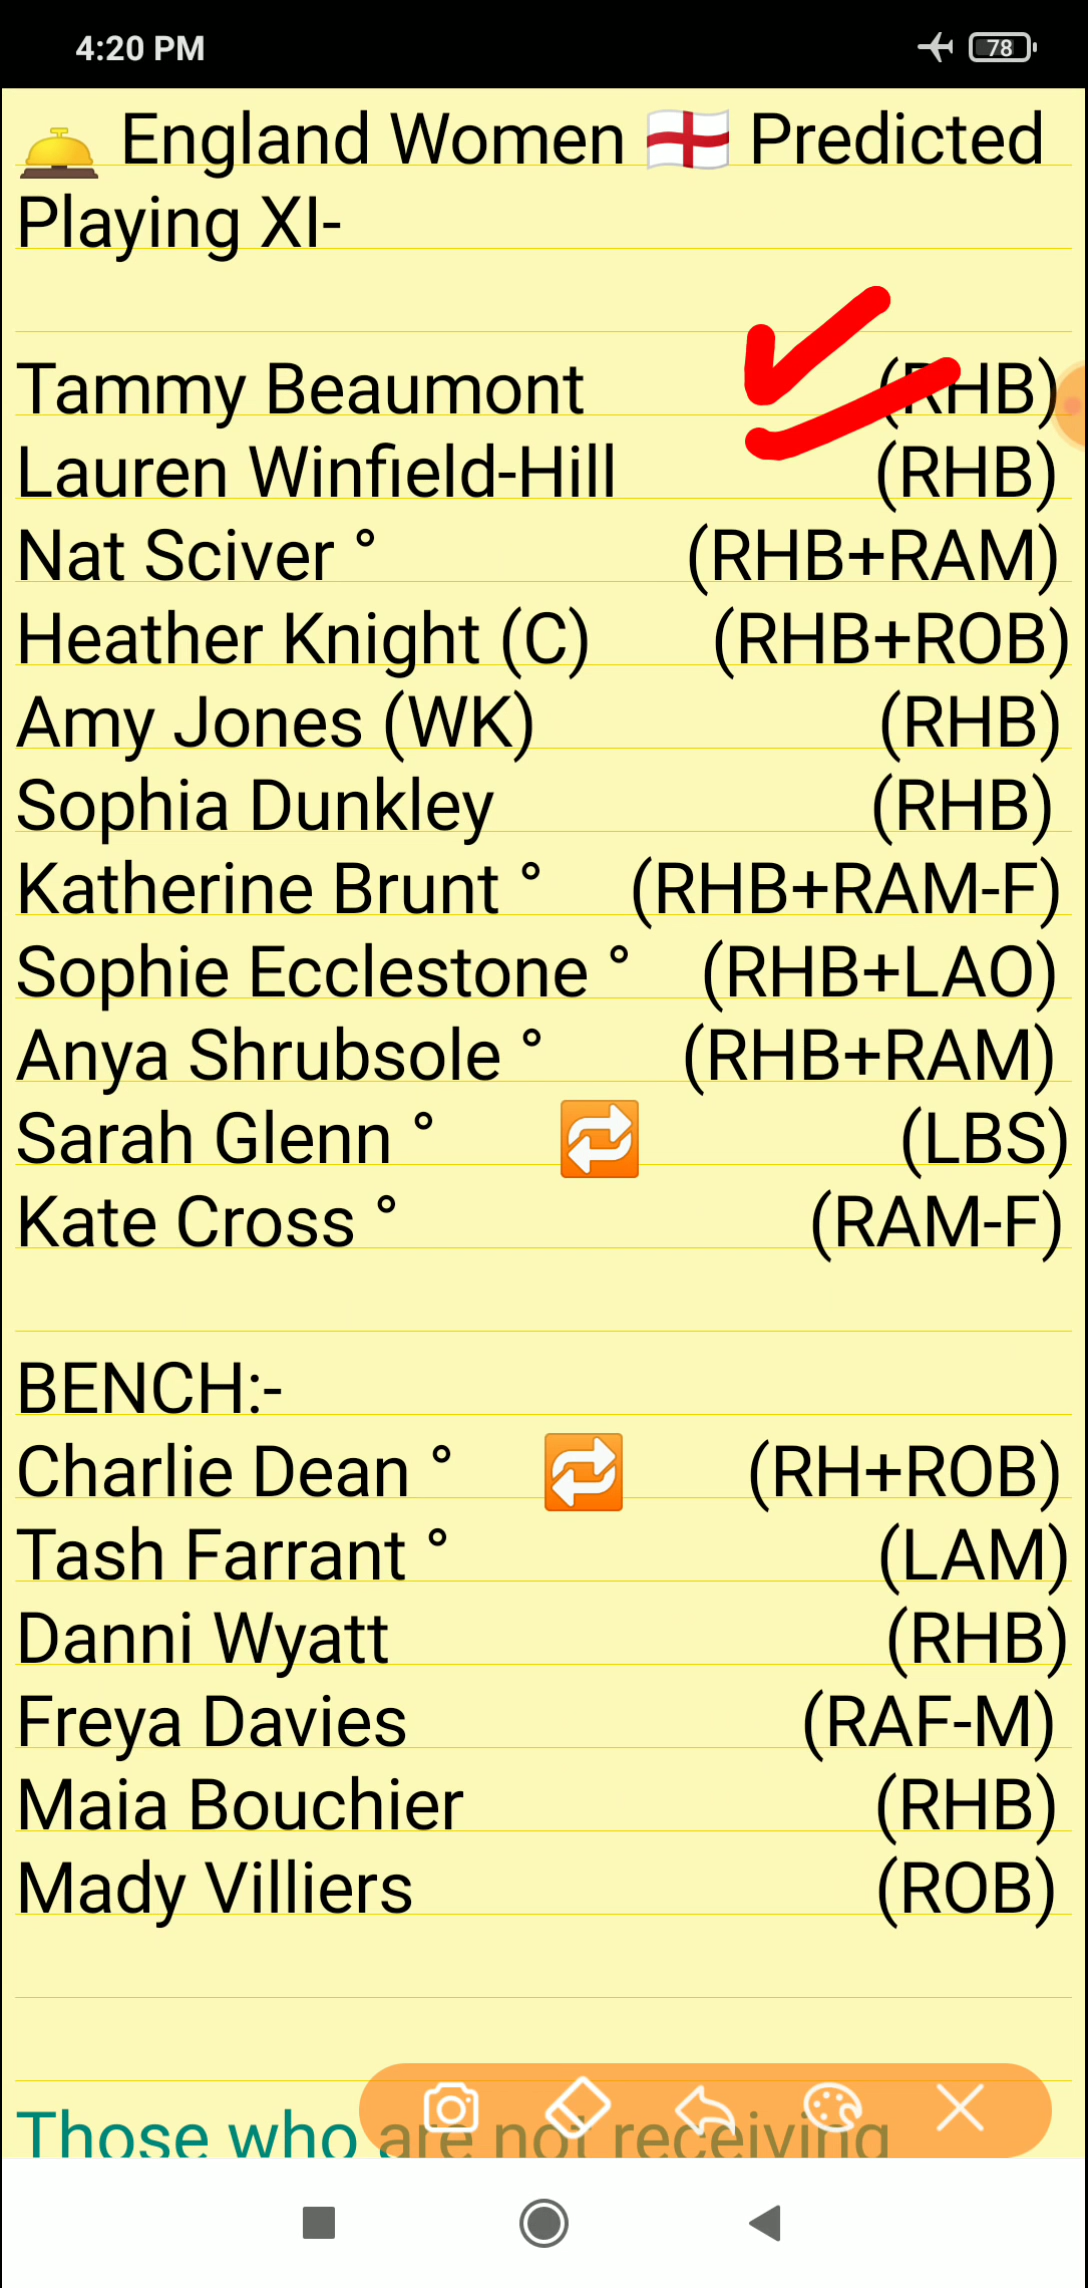 4:20 PM 78
🛎️ England Women 🏴󠁧󠁢󠁥󠁮󠁧󠁿 Predicted
Playing XI-
Tammy Beaumont (RHB)
Lauren Winfield-Hill (RHB)
Nat Sciver ° (RHB+RAM)
Heather Knight (C) (RHB+ROB)
Amy Jones (WK) (RHB)
Sophia Dunkley (RHB)
Katherine Brunt ° (RHB+RAM-F)
Sophie Ecclestone ° (RHB+LAO)
Anya Shrubsole ° (RHB+RAM)
Sarah Glenn ° 🔁 (LBS)
Kate Cross ° (RAM-F)
BENCH:-
Charlie Dean ° 🔁 (RH+ROB)
Tash Farrant ° (LAM)
Danni Wyatt (RHB)
Freya Davies (RAF-M)
Maia Bouchier (RHB)
Mady Villiers (ROB)
Those who are not receiving